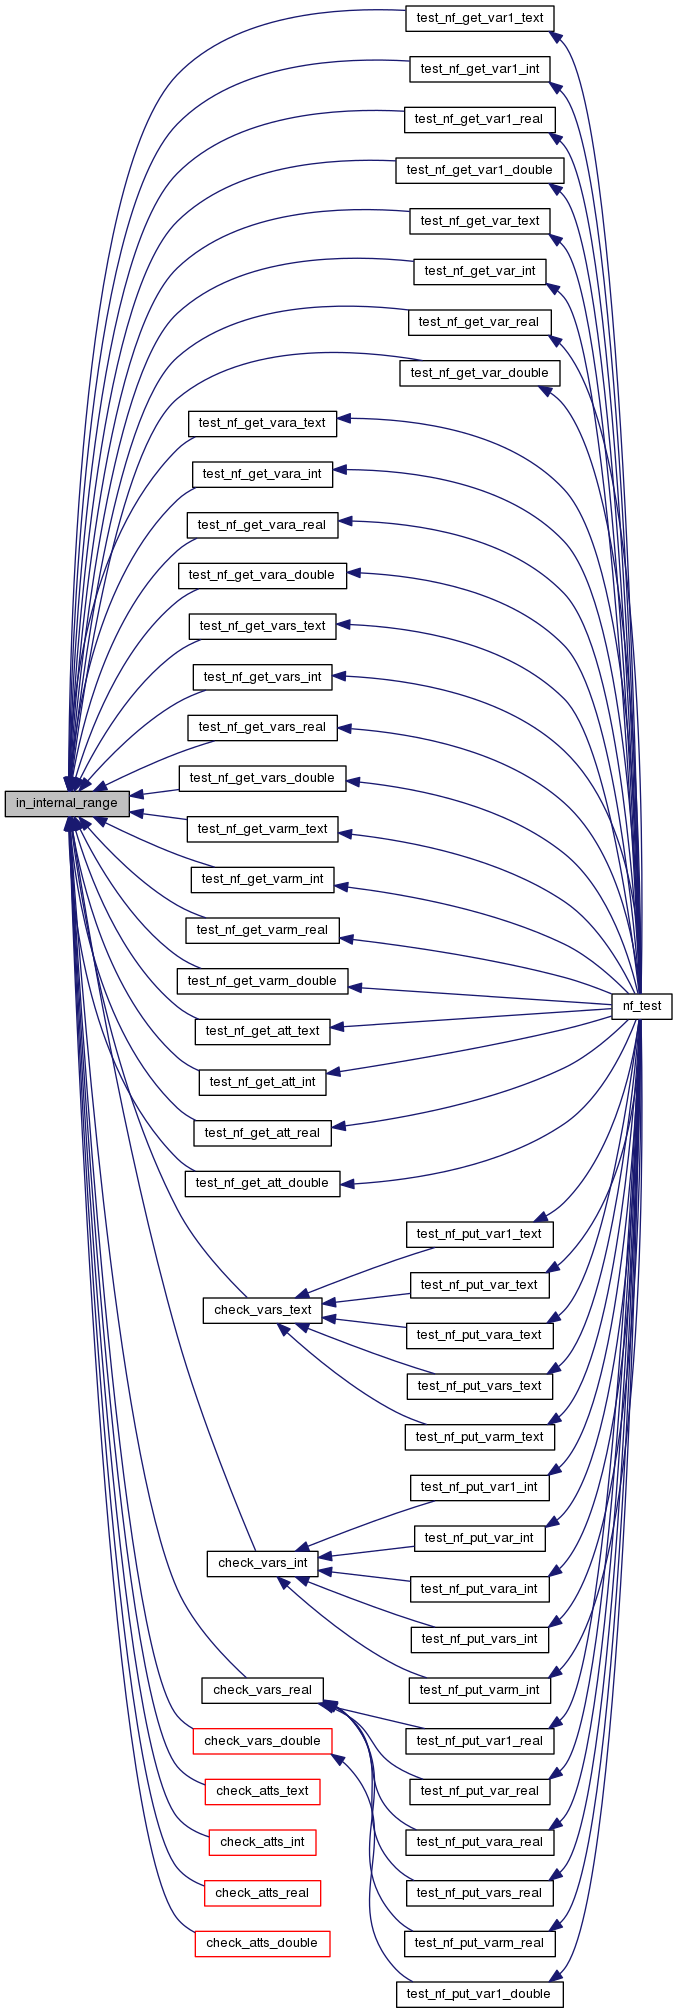 test_nf_get_var1_text
test_nf_get_var1_int
test_nf_get_var1_real
test_nf_get_var1_double
test_nf_get_var_text
test_nf_get_var_int
test_nf_get_var_real
test_nf_get_var_double
test_nf_get_vara_text
test_nf_get_vara_int
test_nf_get_vara_real
test_nf_get_vara_double
test_nf_get_vars_text
test_nf_get_vars_int
test_nf_get_vars_real
test_nf_get_vars_double
in_internal_range
test_nf_get_varm_text
test_nf_get_varm_int
test_nf_get_varm_real
test_nf_get_varm_double
nf_test
test_nf_get_att_text
test_nf_get_att_int
test_nf_get_att_real
test_nf_get_att_double
test_nf_put_var1_text
test_nf_put_var_text
check_vars_text
test_nf_put_vara_text
test_nf_put_vars_text
test_nf_put_varm_text
test_nf_put_var1_int
test_nf_put_var_int
check_vars_int
test_nf_put_vara_int
test_nf_put_vars_int
test_nf_put_varm_int
check_vars_real
test_nf_put_var1_real
check_vars_double
test_nf_put_var_real
check_atts_text
test_nf_put_vara_real
check_atts_int
test_nf_put_vars_real
check_atts_real
test_nf_put_varm_real
check_atts_double
test_nf_put_var1_double